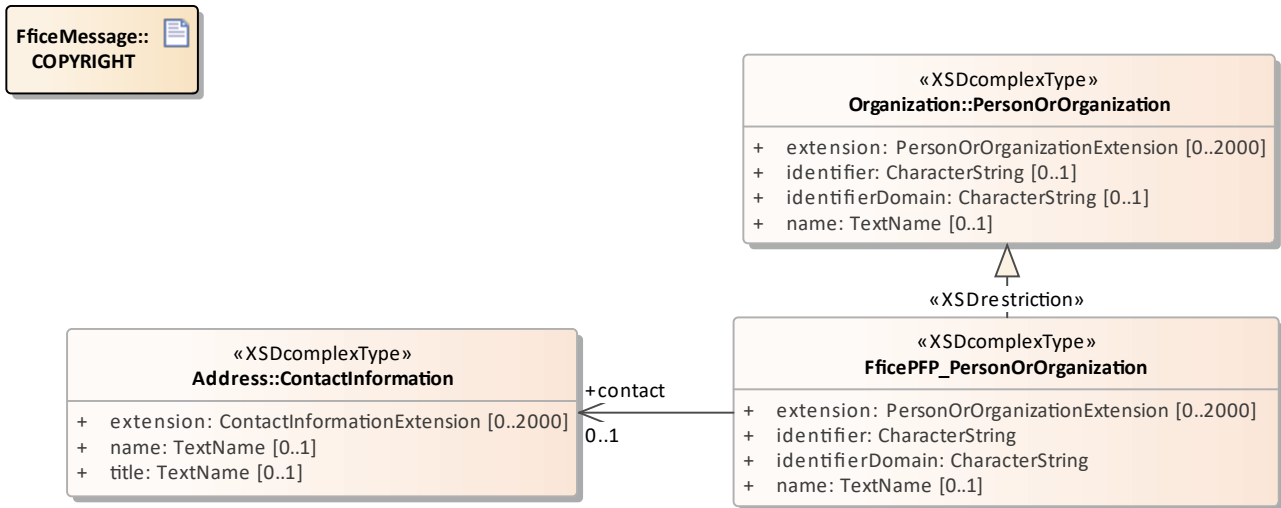 FficeMessage::
COPYRIGHT
«XSDcomplexType»
Organization::PersonOrOrganization
+ extension: PersonOrOrganizationExtension [0..2000]
+ identifier: CharacterString [0..1]
+ identifierDomain: CharacterString [0..1]
+ name: TextName [0..1]
«XSDrestriction»
«XSDcomplexType»
Address::ContactInformation
+ extension: ContactInformationExtension [0..2000]
+ name: TextName [0..1]
+ title: TextName [0..1]
+contact
0..1
«XSDcomplexType»
FficePFP_PersonOrOrganization
+ extension: PersonOrOrganizationExtension [0..2000]
+ identifier: CharacterString
+ identifierDomain: CharacterString
+ name: TextName [0..1]